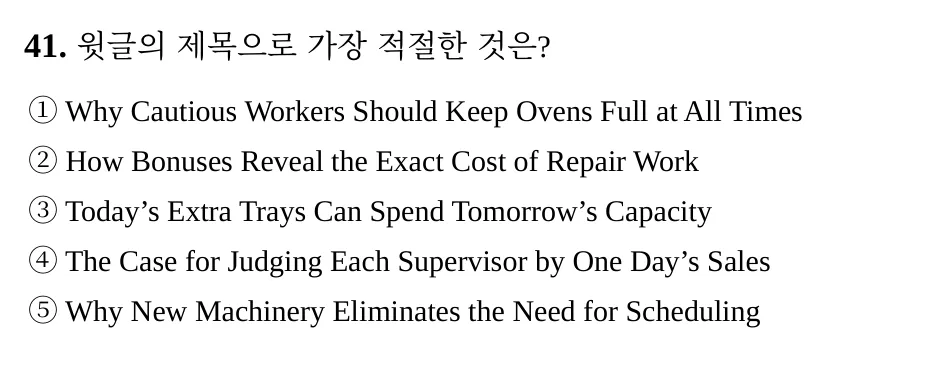 41. 윗글의 제목으로 가장 적절한 것은?
① Why Cautious Workers Should Keep Ovens Full at All Times
② How Bonuses Reveal the Exact Cost of Repair Work
③ Today’s Extra Trays Can Spend Tomorrow’s Capacity
④ The Case for Judging Each Supervisor by One Day’s Sales
⑤ Why New Machinery Eliminates the Need for Scheduling